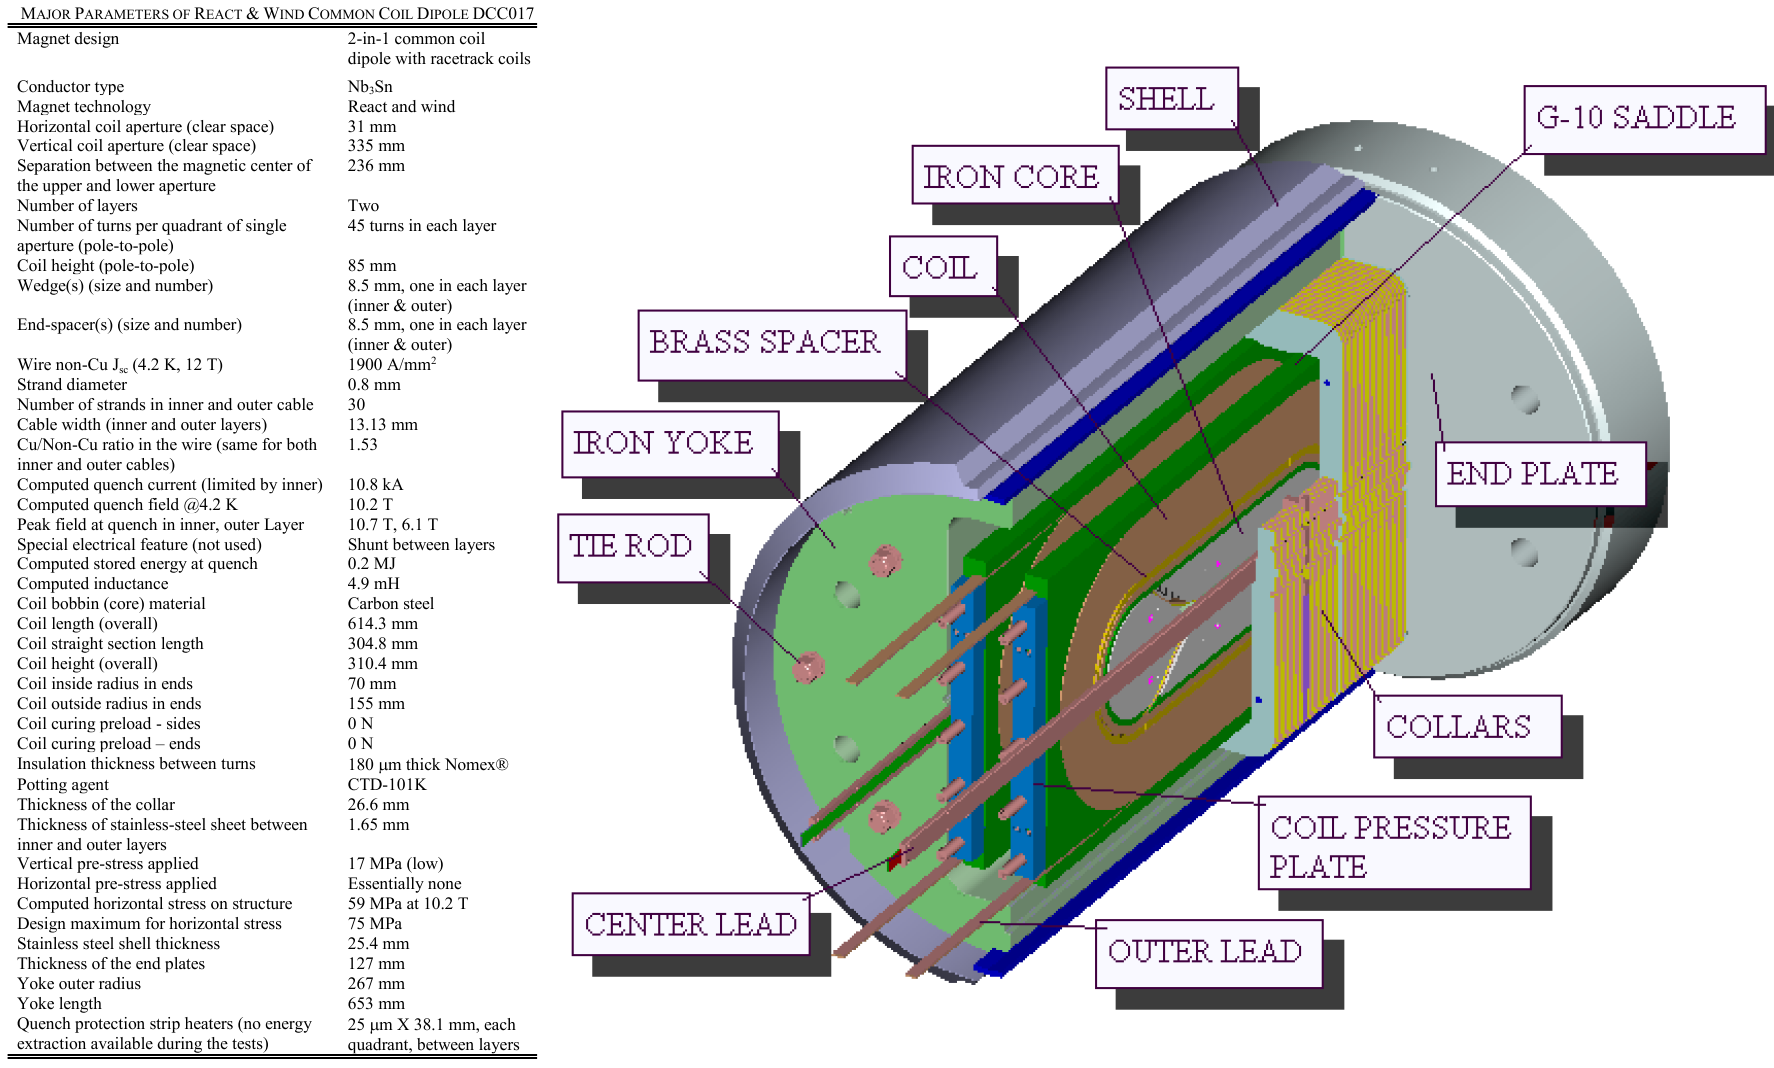 MAJOR PARAMETERS OF REACT & WIND COMMON COIL DIPOLE DCC017
Magnet design 2-in-1 common coil
dipole with racetrack coils
Conductor type Nb₃Sn
Magnet technology React and wind
Horizontal coil aperture (clear space) 31 mm
Vertical coil aperture (clear space) 335 mm
Separation between the magnetic center of 236 mm
the upper and lower aperture
Number of layers Two
Number of turns per quadrant of single 45 turns in each layer
aperture (pole-to-pole)
Coil height (pole-to-pole) 85 mm
Wedge(s) (size and number) 8.5 mm, one in each layer
(inner & outer)
End-spacer(s) (size and number) 8.5 mm, one in each layer
(inner & outer)
Wire non-Cu Jsc (4.2 K, 12 T) 1900 A/mm²
Strand diameter 0.8 mm
Number of strands in inner and outer cable 30
Cable width (inner and outer layers) 13.13 mm
Cu/Non-Cu ratio in the wire (same for both 1.53
inner and outer cables)
Computed quench current (limited by inner) 10.8 kA
Computed quench field @4.2 K 10.2 T
Peak field at quench in inner, outer Layer 10.7 T, 6.1 T
Special electrical feature (not used) Shunt between layers
Computed stored energy at quench 0.2 MJ
Computed inductance 4.9 mH
Coil bobbin (core) material Carbon steel
Coil length (overall) 614.3 mm
Coil straight section length 304.8 mm
Coil height (overall) 310.4 mm
Coil inside radius in ends 70 mm
Coil outside radius in ends 155 mm
Coil curing preload - sides 0 N
Coil curing preload – ends 0 N
Insulation thickness between turns 180 μm thick Nomex®
Potting agent CTD-101K
Thickness of the collar 26.6 mm
Thickness of stainless-steel sheet between 1.65 mm
inner and outer layers
Vertical pre-stress applied 17 MPa (low)
Horizontal pre-stress applied Essentially none
Computed horizontal stress on structure 59 MPa at 10.2 T
Design maximum for horizontal stress 75 MPa
Stainless steel shell thickness 25.4 mm
Thickness of the end plates 127 mm
Yoke outer radius 267 mm
Yoke length 653 mm
Quench protection strip heaters (no energy 25 μm X 38.1 mm, each
extraction available during the tests) quadrant, between layers
SHELL
G-10 SADDLE
IRON CORE
COIL
BRASS SPACER
IRON YOKE
END PLATE
TIE ROD
COLLARS
COIL PRESSURE
PLATE
CENTER LEAD
OUTER LEAD